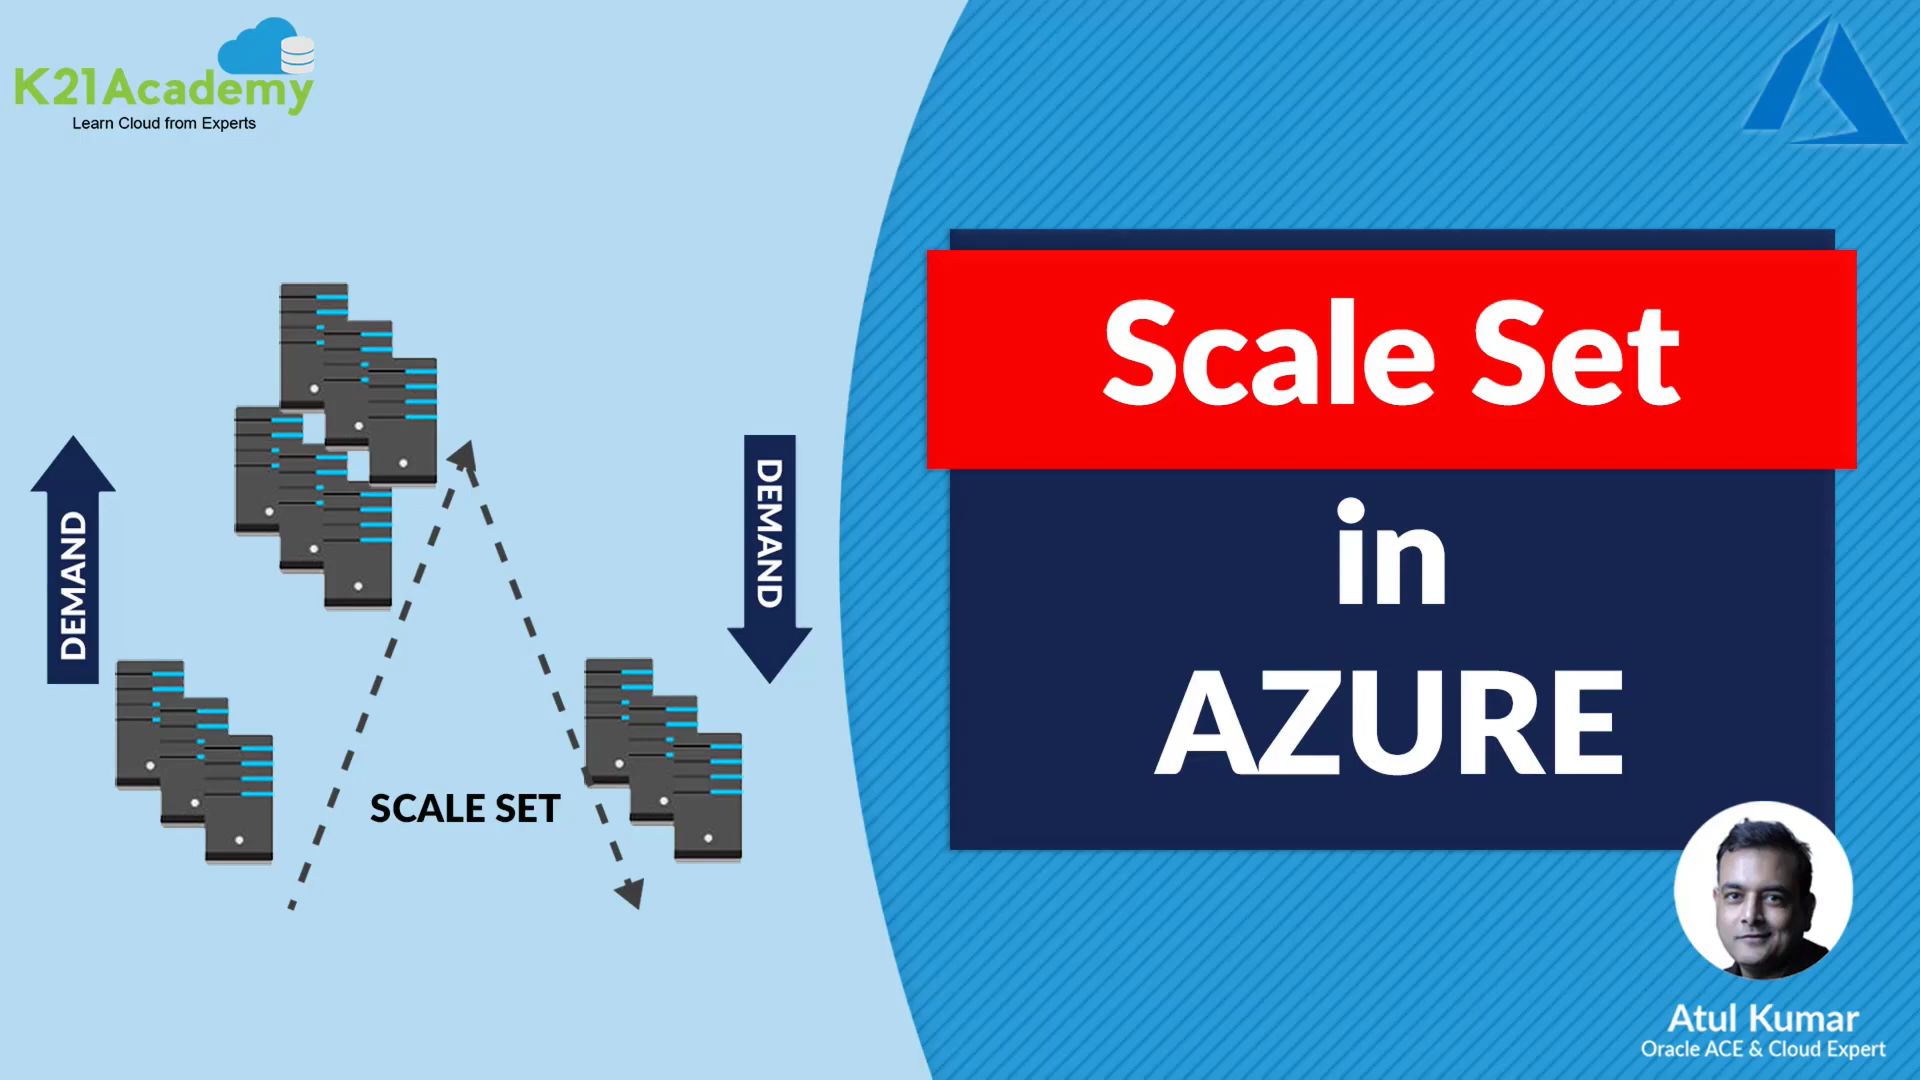 K21Academy
Learn Cloud from Experts
DEMAND
DEMAND
SCALE SET
Scale Set
in
AZURE
Atul Kumar
Oracle ACE & Cloud Expert